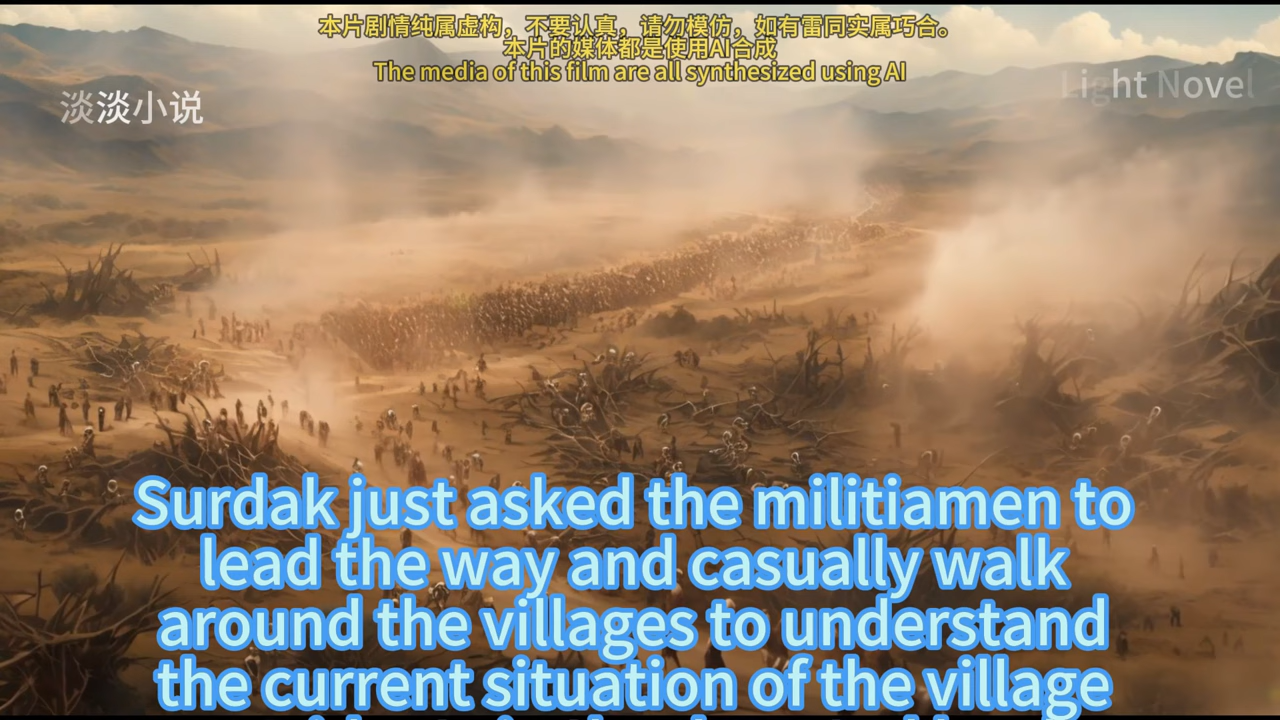 本片剧情纯属虚构，不要认真，请勿模仿，如有雷同实属巧合。
本片的媒体都是使用AI合成
The media of this film are all synthesized using AI
淡淡小说
Light Novel
Surdak just asked the militiamen to
lead the way and casually walk
around the villages to understand
the current situation of the village